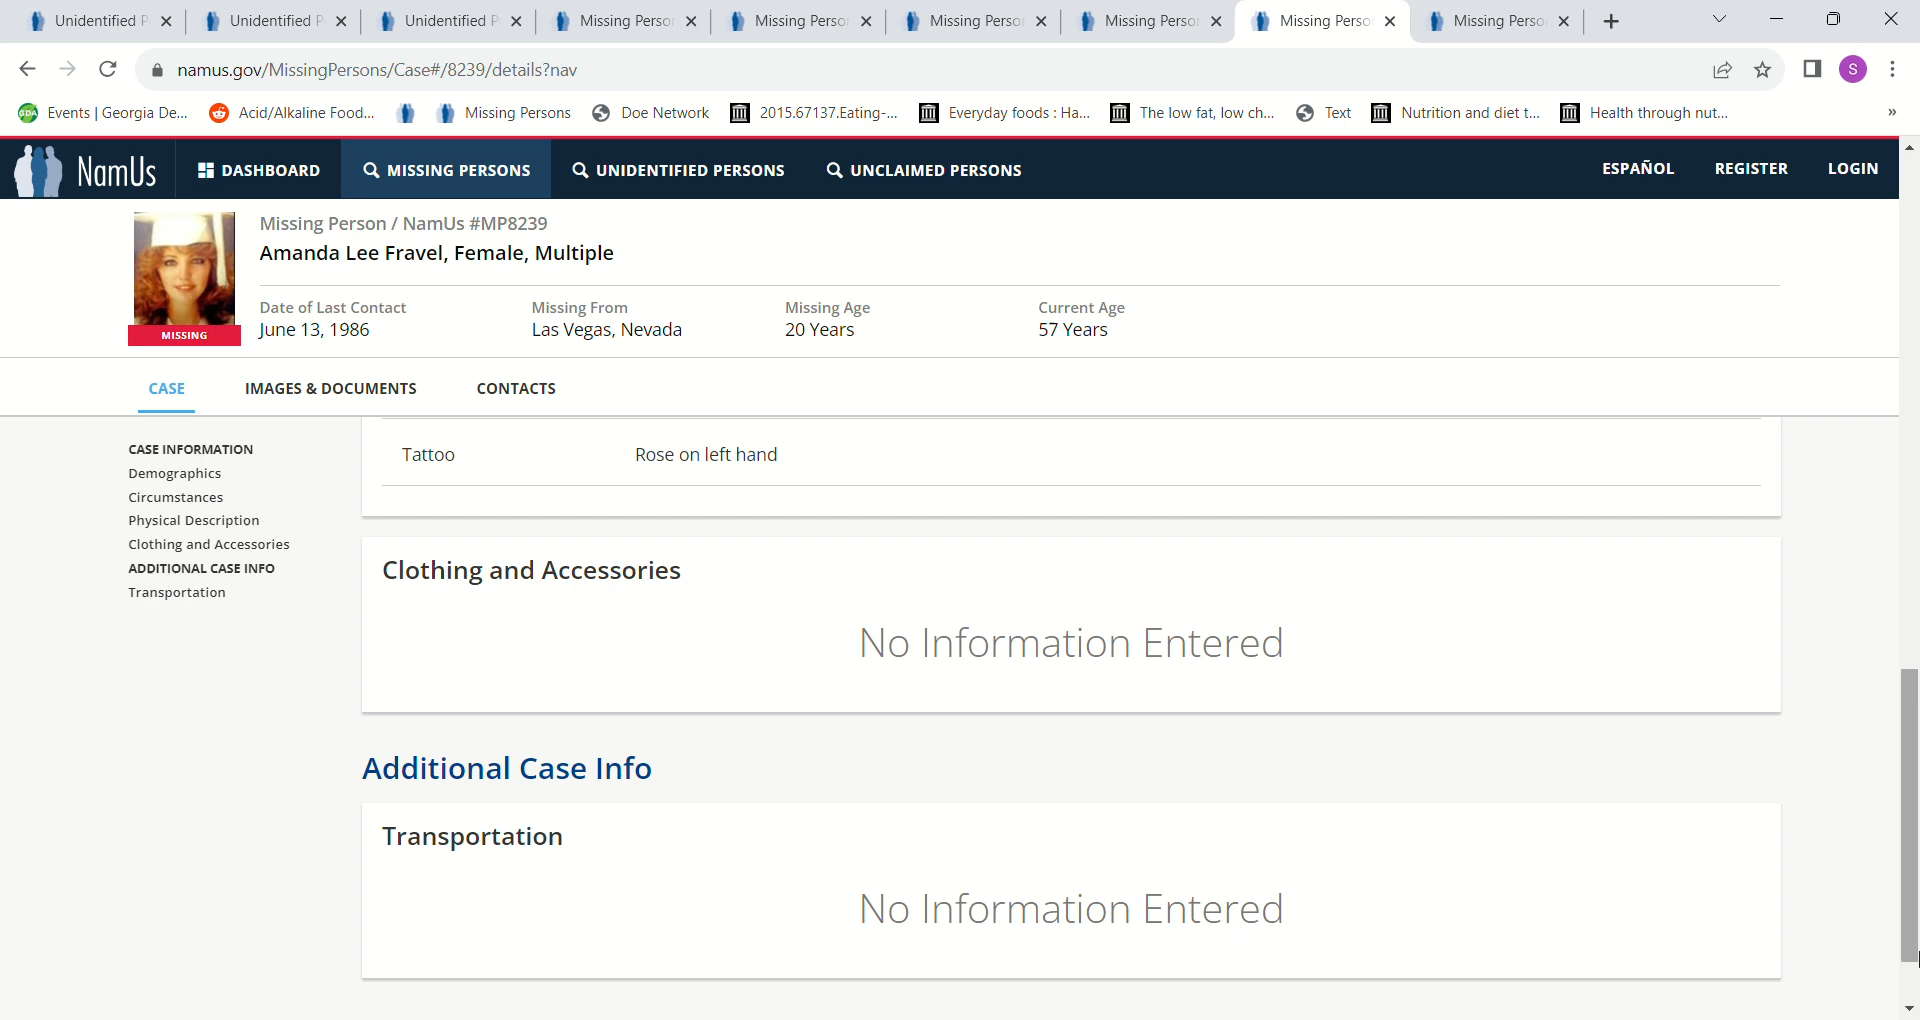 Unidentified P
Unidentified P
Unidentified P
Missing Perso
Missing Perso
Missing Perso
Missing Perso
Missing Perso
Missing Perso
namus.gov/MissingPersons/Case#/8239/details?nav
S
GDA
Events | Georgia De...
Acid/Alkaline Food...
Missing Persons
Doe Network
2015.67137.Eating-...
Everyday foods : Ha...
The low fat, low ch...
Text
Nutrition and diet t...
Health through nut...
»
NamUs
DASHBOARD
MISSING PERSONS
UNIDENTIFIED PERSONS
UNCLAIMED PERSONS
ESPAÑOL
REGISTER
LOGIN
Missing Person / NamUs #MP8239
Amanda Lee Fravel, Female, Multiple
Date of Last Contact
June 13, 1986
Missing From
Las Vegas, Nevada
Missing Age
20 Years
Current Age
57 Years
MISSING
CASE
IMAGES & DOCUMENTS
CONTACTS
CASE INFORMATION
Demographics
Circumstances
Physical Description
Clothing and Accessories
ADDITIONAL CASE INFO
Transportation
Tattoo
Rose on left hand
Clothing and Accessories
No Information Entered
Additional Case Info
Transportation
No Information Entered